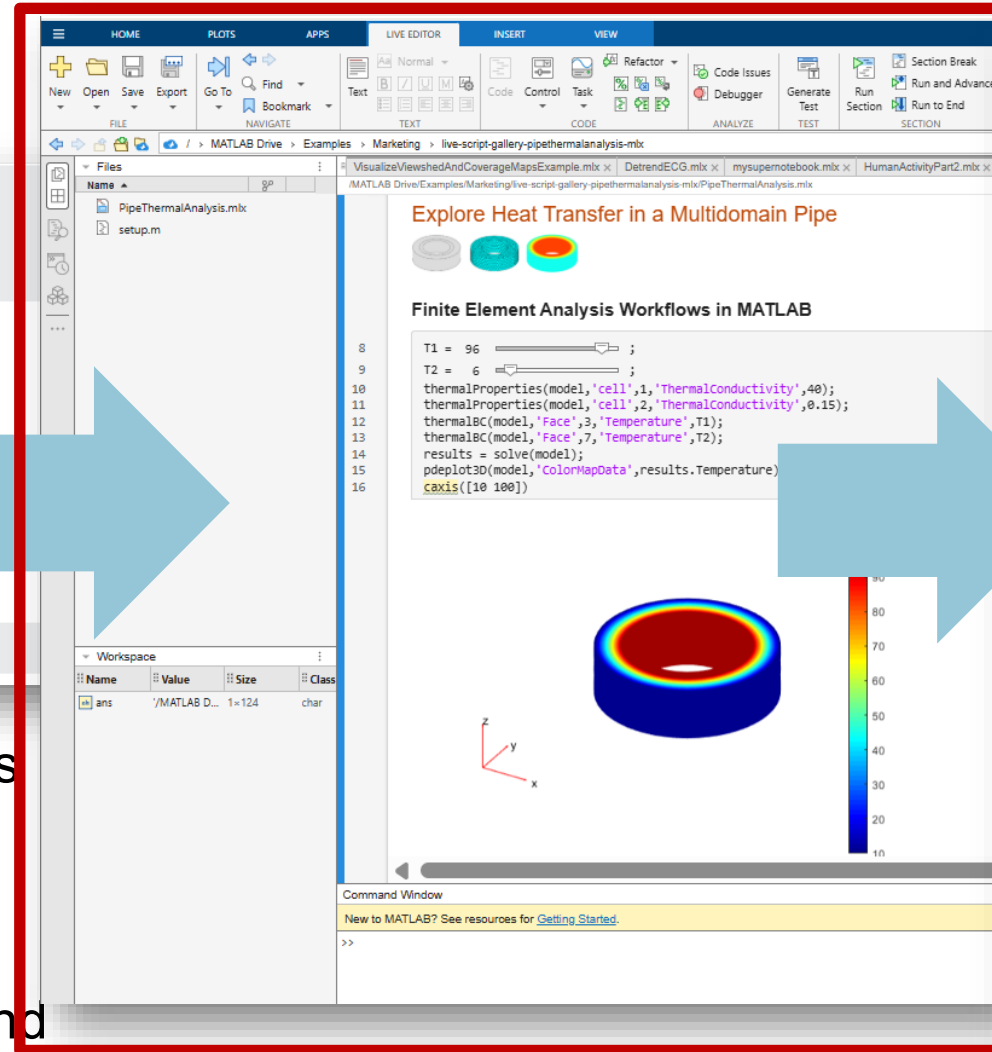 HOME PLOTS APPS LIVE EDITOR INSERT VIEW
New Open Save Export Go To Find Bookmark Text Aa Normal B I U M Code Control Task Refactor Code Issues Debugger Generate Test Run Section Section Break Run and Advance Run to End
FILE NAVIGATE TEXT CODE ANALYZE TEST SECTION
/ › MATLAB Drive › Examples › Marketing › live-script-gallery-pipethermalanalysis-mlx
Files
Name
PipeThermalAnalysis.mlx
setup.m
VisualizeViewshedAndCoverageMapsExample.mlx × DetrendECG.mlx × mysupernotebook.mlx × HumanActivityPart2.mlx ×
/MATLAB Drive/Examples/Marketing/live-script-gallery-pipethermalanalysis-mlx/PipeThermalAnalysis.mlx
Explore Heat Transfer in a Multidomain Pipe
Finite Element Analysis Workflows in MATLAB
8 T1 = 96 ;
9 T2 = 6 ;
10 thermalProperties(model,'cell',1,'ThermalConductivity',40);
11 thermalProperties(model,'cell',2,'ThermalConductivity',0.15);
12 thermalBC(model,'Face',3,'Temperature',T1);
13 thermalBC(model,'Face',7,'Temperature',T2);
14 results = solve(model);
15 pdeplot3D(model,'ColorMapData',results.Temperature)
16 caxis([10 100])
90
80
70
60
50
40
30
20
10
z
y
x
Workspace
Name Value Size Class
ans '/MATLAB D... 1×124 char
Command Window
New to MATLAB? See resources for Getting Started.
>>
s
nd